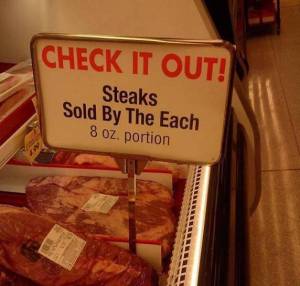 CHECK IT OUT!
Steaks
Sold By The Each
8 oz. portion